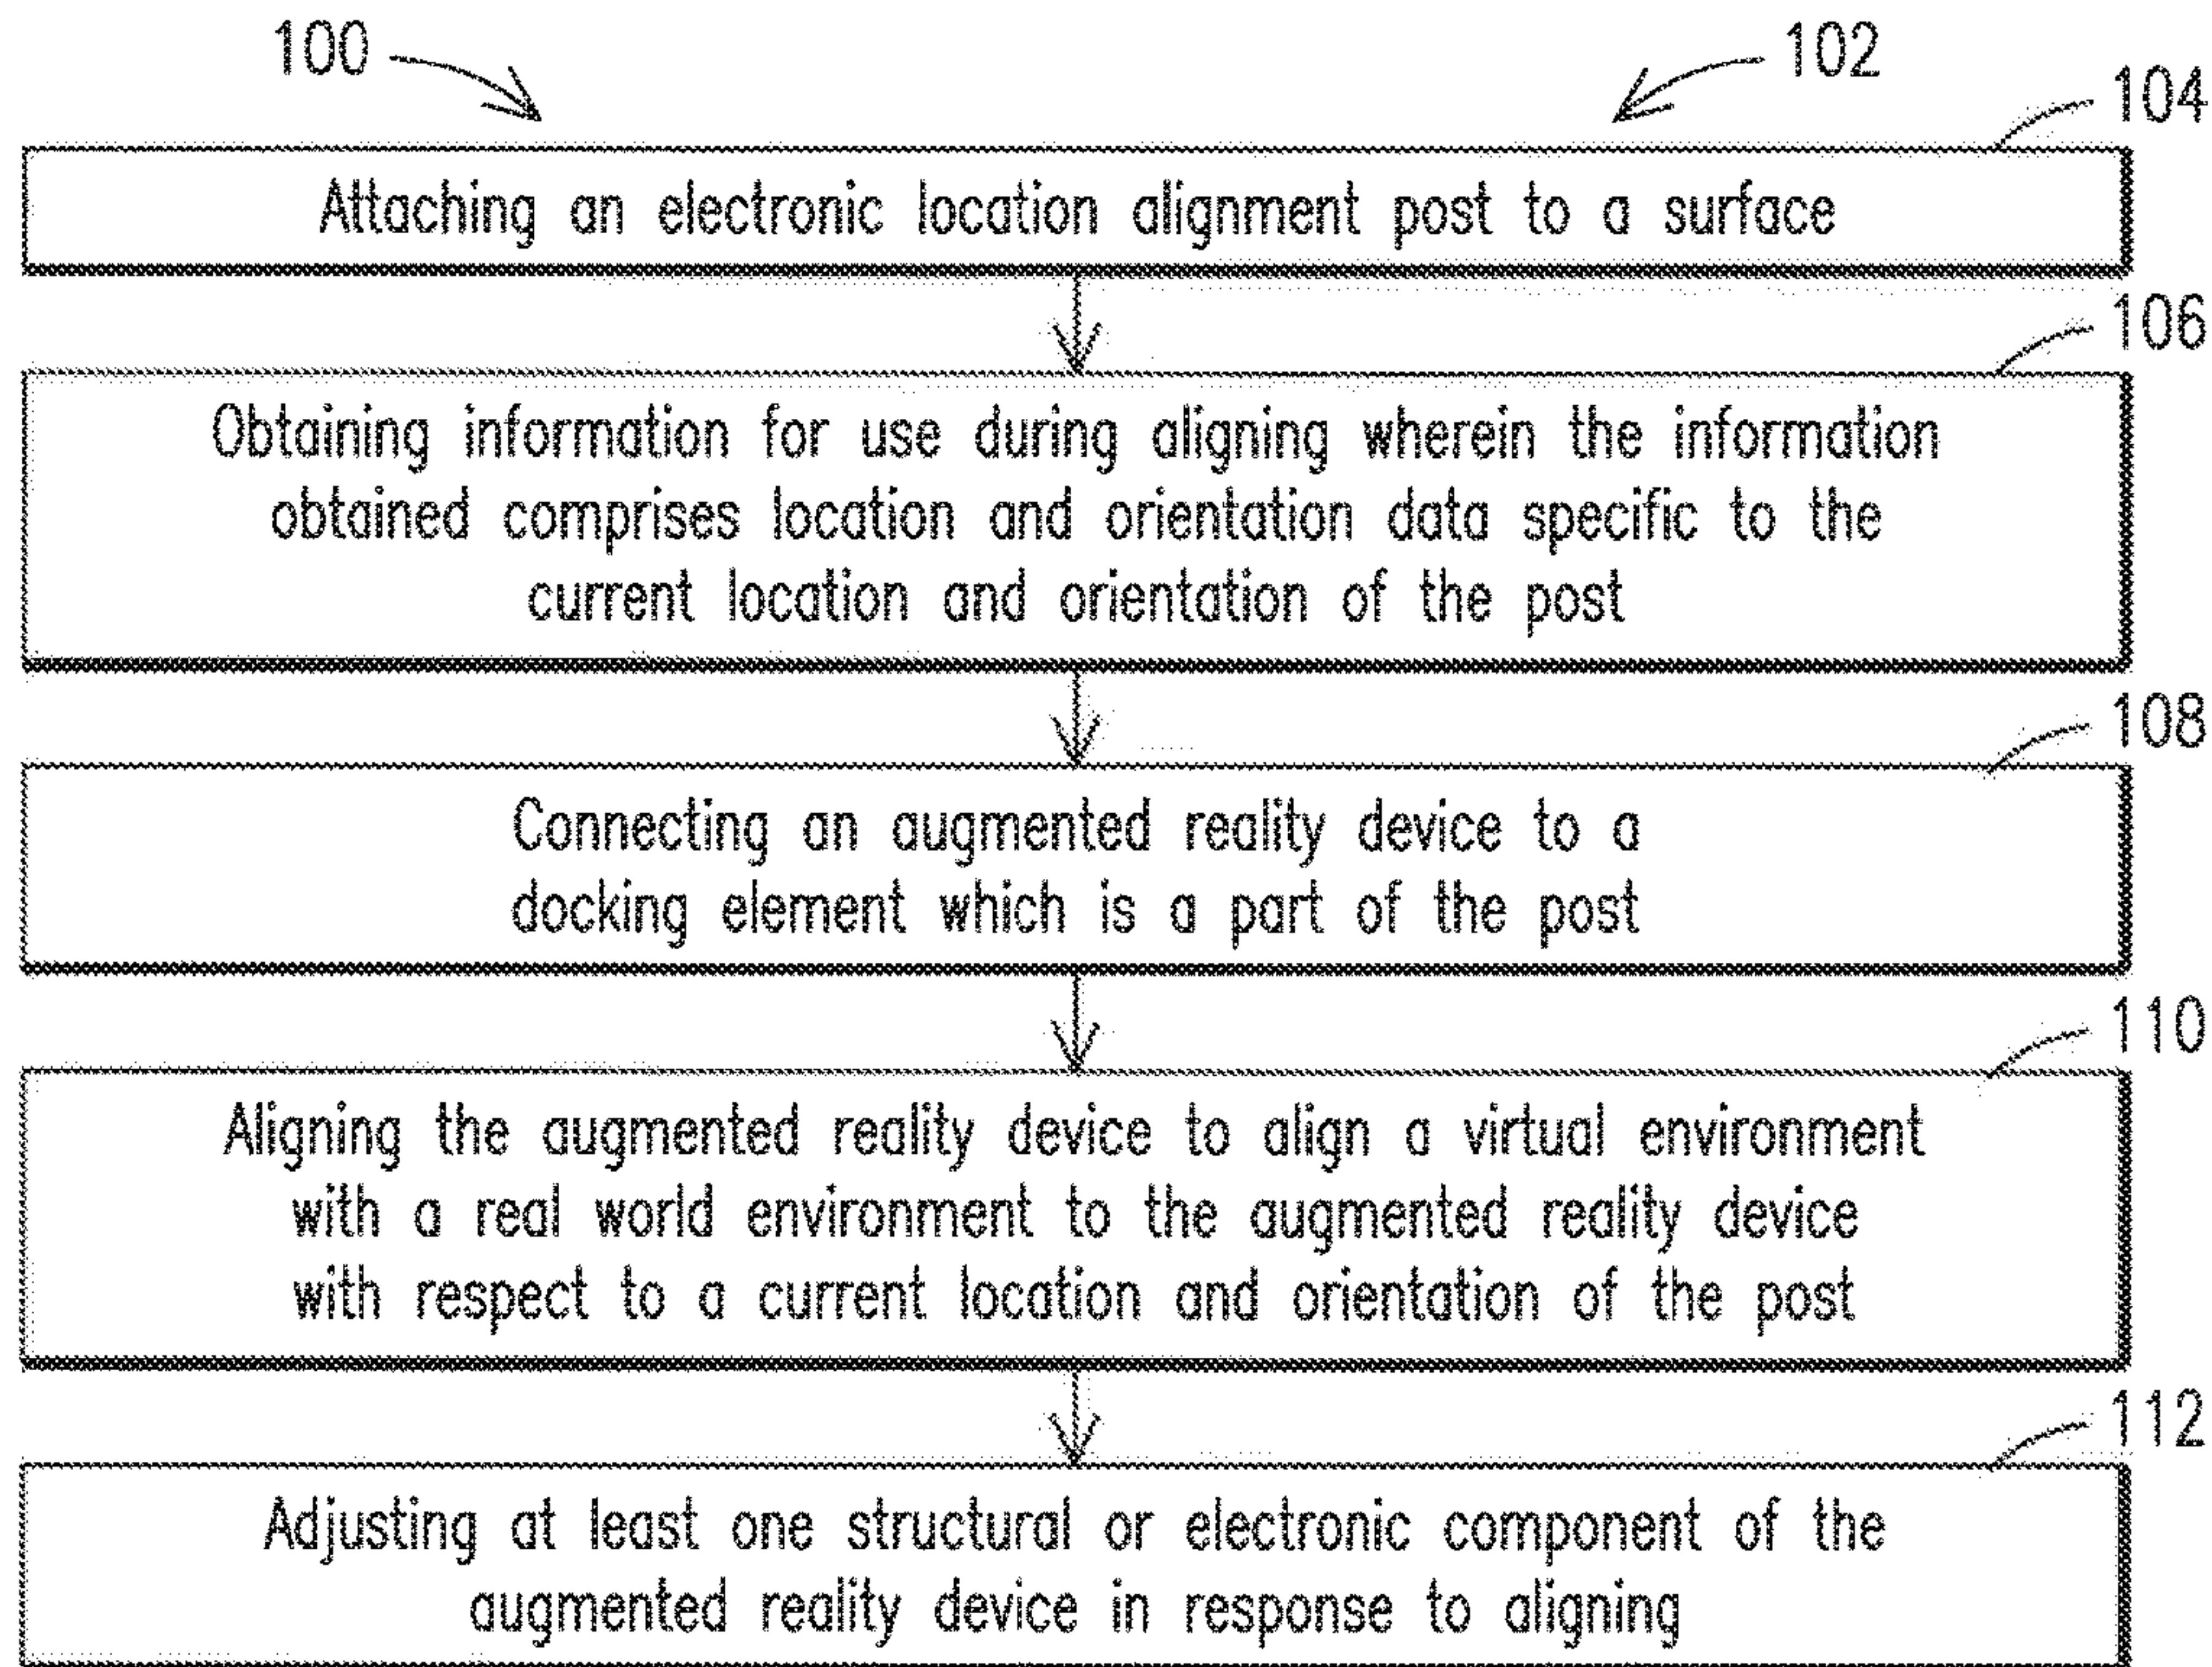 100
102
104
Attaching an electronic location alignment post to a surface
106
Obtaining information for use during aligning wherein the information
obtained comprises location and orientation data specific to the
current location and orientation of the post
108
Connecting an augmented reality device to a
docking element which is a part of the post
110
Aligning the augmented reality device to align a virtual environment
with a real world environment to the augmented reality device
with respect to a current location and orientation of the post
112
Adjusting at least one structural or electronic component of the
augmented reality device in response to aligning